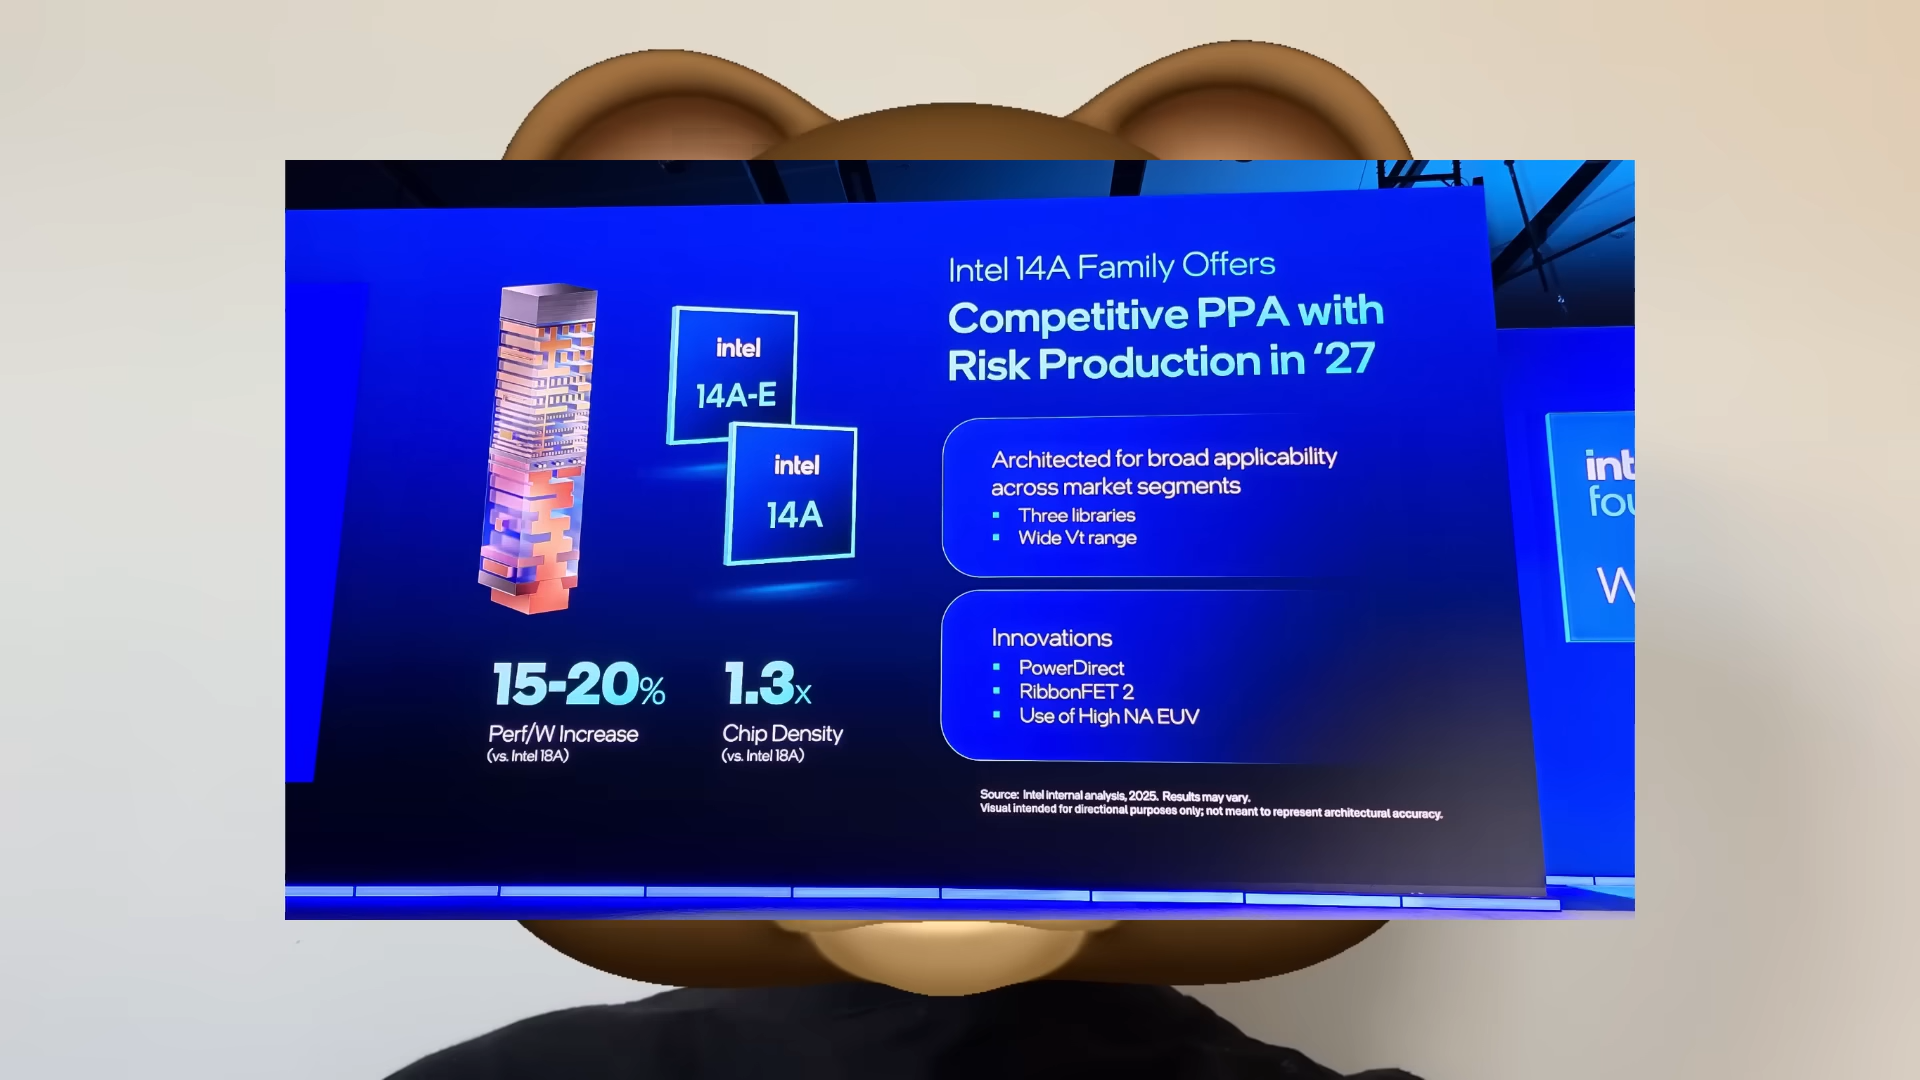 Intel 14A Family Offers
Competitive PPA with
Risk Production in ‘27
intel
14A-E
intel
14A
Architected for broad applicability
across market segments
Three libraries
Wide Vt range
Innovations
PowerDirect
RibbonFET 2
Use of High NA EUV
15-20%
Perf/W Increase
(vs. Intel 18A)
1.3x
Chip Density
(vs. Intel 18A)
Source: Intel internal analysis, 2025. Results may vary.
Visual intended for directional purposes only; not meant to represent architectural accuracy.